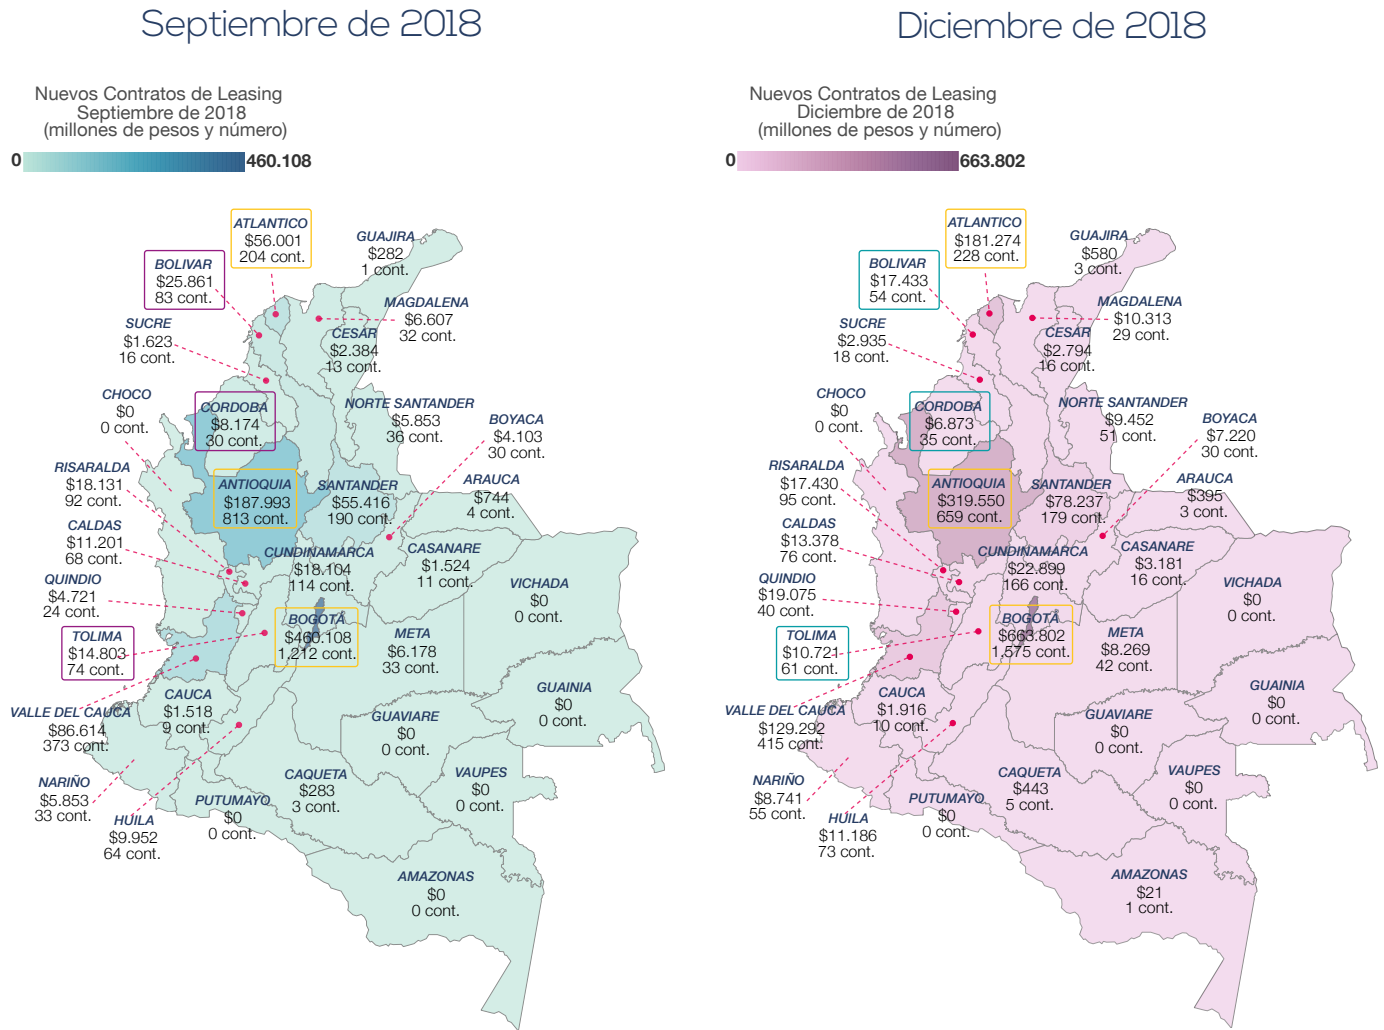 Septiembre de 2018
Nuevos Contratos de Leasing
Septiembre de 2018
(millones de pesos y número)
0
460.108
ATLANTICO
$56.001
204 cont.
GUAJIRA
$282
1 cont.
BOLIVAR
$25.861
83 cont.
MAGDALENA
$6.607
32 cont.
SUCRE
$1.623
16 cont.
CESAR
$2.384
13 cont.
CHOCO
$0
0 cont.
CORDOBA
$8.174
30 cont.
NORTE SANTANDER
$5.853
36 cont.
BOYACA
$4.103
30 cont.
RISARALDA
$18.131
92 cont.
ANTIOQUIA
$187.993
813 cont.
SANTANDER
$55.416
190 cont.
ARAUCA
$744
4 cont.
CALDAS
$11.201
68 cont.
CUNDINAMARCA
$18.104
114 cont.
CASANARE
$1.524
11 cont.
QUINDIO
$4.721
24 cont.
VICHADA
$0
0 cont.
BOGOTÁ
$460.108
1.212 cont.
TOLIMA
$14.803
74 cont.
META
$6.178
33 cont.
CAUCA
$1.518
9 cont.
GUAINIA
$0
0 cont.
VALLE DEL CAUCA
$86.614
373 cont.
GUAVIARE
$0
0 cont.
NARIÑO
$5.853
33 cont.
CAQUETA
$283
3 cont.
VAUPES
$0
0 cont.
PUTUMAYO
$0
0 cont.
HUILA
$9.952
64 cont.
AMAZONAS
$0
0 cont.
Diciembre de 2018
Nuevos Contratos de Leasing
Diciembre de 2018
(millones de pesos y número)
0
663.802
ATLANTICO
$181.274
228 cont.
GUAJIRA
$580
3 cont.
BOLIVAR
$17.433
54 cont.
MAGDALENA
$10.313
29 cont.
SUCRE
$2.935
18 cont.
CESAR
$2.794
16 cont.
CHOCO
$0
0 cont.
CORDOBA
$6.873
35 cont.
NORTE SANTANDER
$9.452
51 cont.
BOYACA
$7.220
30 cont.
RISARALDA
$17.430
95 cont.
ANTIOQUIA
$319.550
659 cont.
SANTANDER
$78.237
179 cont.
ARAUCA
$395
3 cont.
CALDAS
$13.378
76 cont.
CUNDINAMARCA
$22.899
166 cont.
CASANARE
$3.181
16 cont.
QUINDIO
$19.075
40 cont.
VICHADA
$0
0 cont.
BOGOTÁ
$663.802
1,575 cont.
TOLIMA
$10.721
61 cont.
META
$8.269
42 cont.
CAUCA
$1.916
10 cont.
GUAINIA
$0
0 cont.
VALLE DEL CAUCA
$129.292
415 cont.
GUAVIARE
$0
0 cont.
NARIÑO
$8.741
55 cont.
CAQUETA
$443
5 cont.
VAUPES
$0
0 cont.
PUTUMAYO
$0
0 cont.
HUILA
$11.186
73 cont.
AMAZONAS
$21
1 cont.